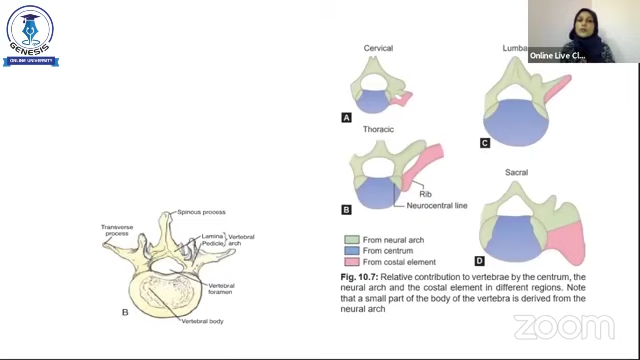 GENESIS
ONLINE UNIVERSITY
Spinous process
Transverse
process
Lamina
Pedicle
Vertebral
arch
Vertebral
foramen
Vertebral body
B
Cervical
A
Thoracic
Rib
Neurocentral line
B
Lumba
C
Sacral
D
From neural arch
From centrum
From costal element
Fig. 10.7: Relative contribution to vertebrae by the centrum, the
neural arch and the costal element in different regions. Note
that a small part of the body of the vertebra is derived from the
neural arch
Online Live Cl...
zoom